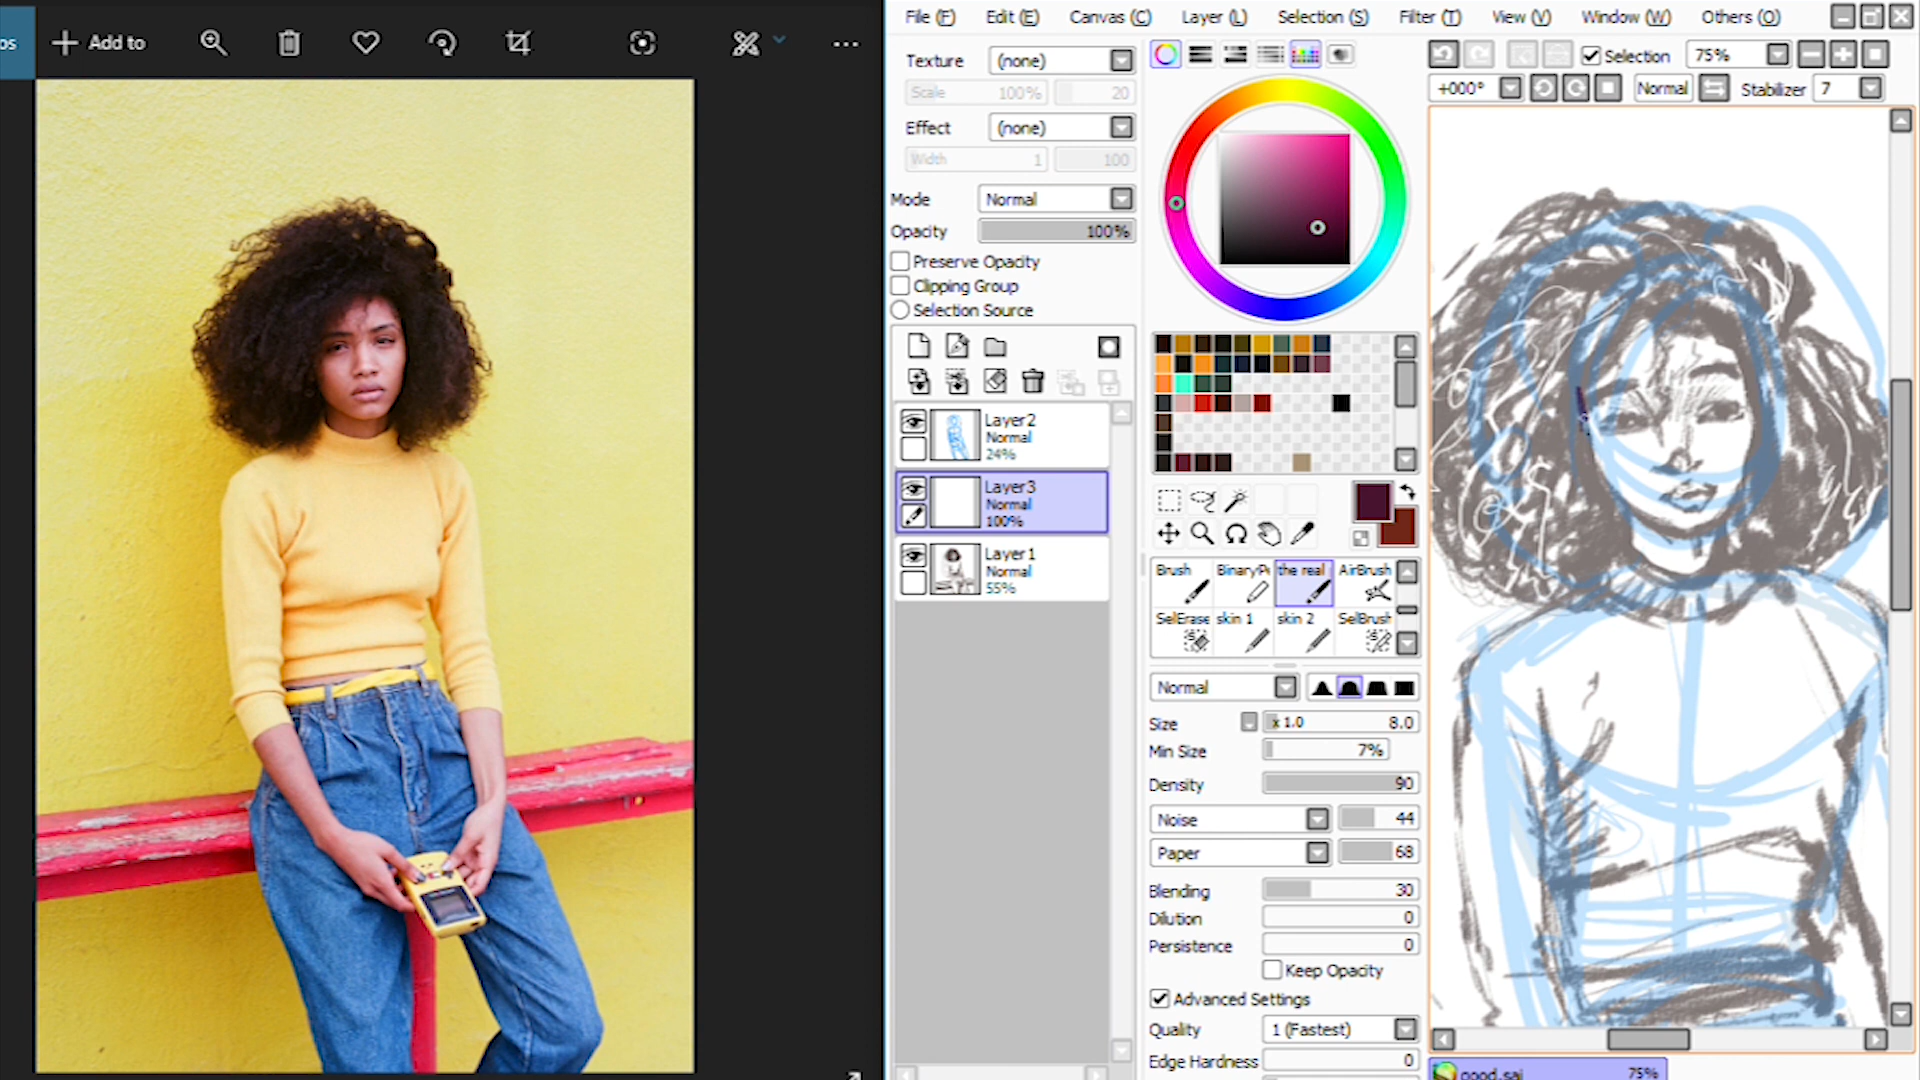 os
Add to
File (F) Edit (E) Canvas (C) Layer (L) Selection (S) Filter (T) View (V) Window (W) Others (O)
Selection 75%
+000° Normal Stabilizer 7
Texture (none)
Scale 100% 20
Effect (none)
Width 1 100
Mode Normal
Opacity 100%
Preserve Opacity
Clipping Group
Selection Source
Layer2
Normal
24%
Layer3
Normal
100%
Layer1
Normal
55%
Brush BinaryPe the real AirBrush
SelErase skin 1 skin 2 SelBrush
Normal
Size x 1.0 8.0
Min Size 7%
Density 90
Noise 44
Paper 68
Blending 30
Dilution 0
Persistence 0
Keep Opacity
Advanced Settings
Quality 1 (Fastest)
Edge Hardness 0
good.sai 75%